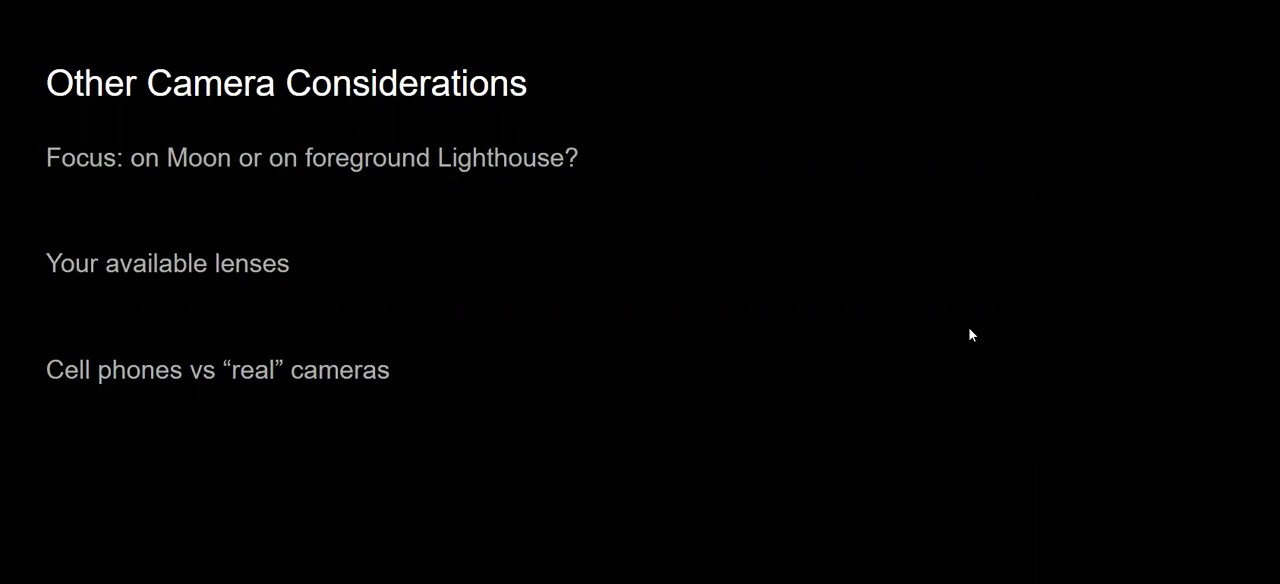 Other Camera Considerations
Focus: on Moon or on foreground Lighthouse?
Your available lenses
Cell phones vs “real” cameras